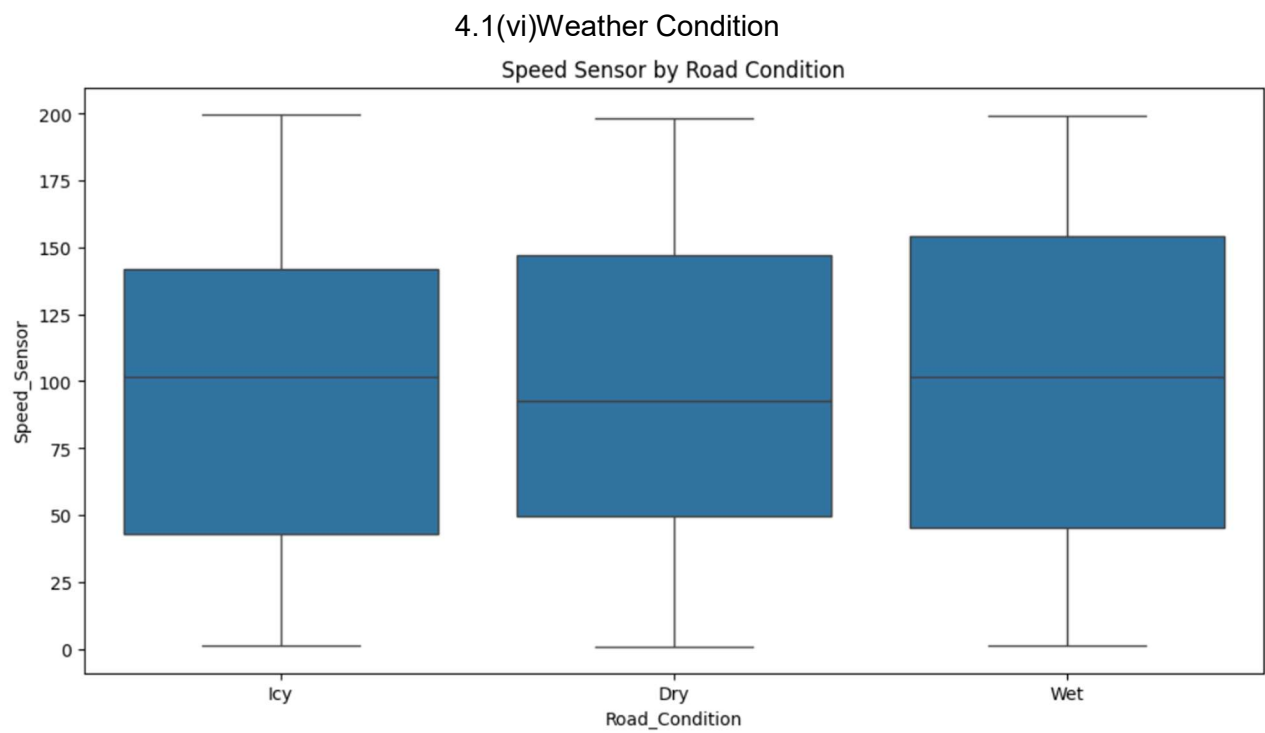 4.1(vi)Weather Condition
Speed Sensor by Road Condition
200
175
150
125
100
75
50
25
0
Speed_Sensor
Icy Dry Wet
Road_Condition